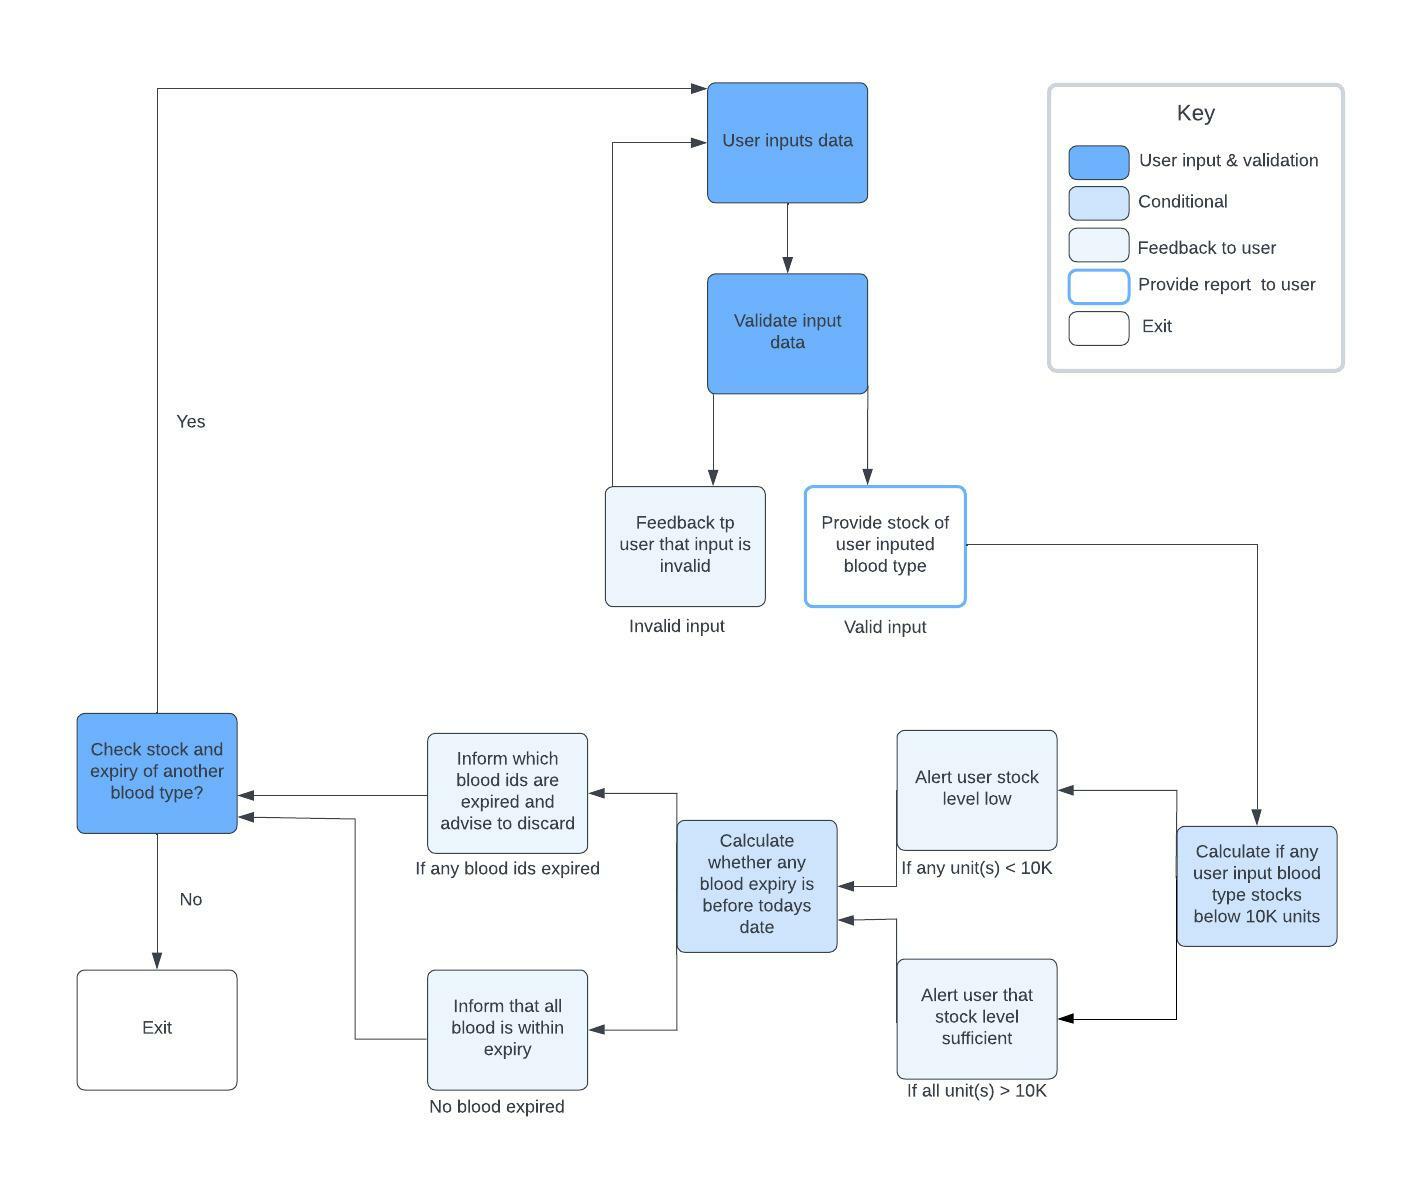 User inputs data
Key
User input & validation
Conditional
Feedback to user
Provide report  to user
Exit
Validate input
data
Yes
Feedback tp
user that input is
invalid
Invalid input
Provide stock of
user inputed
blood type
Valid input
Check stock and
expiry of another
blood type?
Inform which
blood ids are
expired and
advise to discard
If any blood ids expired
Calculate
whether any
blood expiry is
before todays
date
Alert user stock
level low
If any unit(s) < 10K
Calculate if any
user input blood
type stocks
below 10K units
No
Exit
Inform that all
blood is within
expiry
No blood expired
Alert user that
stock level
sufficient
If all unit(s) > 10K